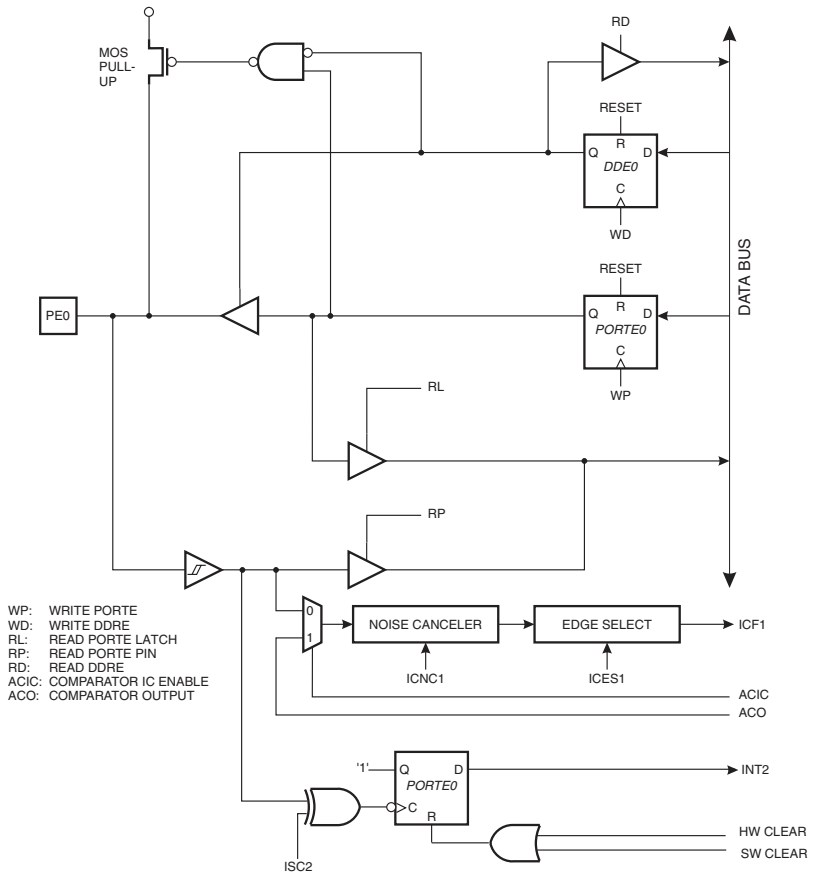 RD
MOS
PULL-
UP
RESET
R
Q
D
DDE0
C
WD
DATA BUS
RESET
PE0
R
Q
D
PORTE0
C
WP
RL
RP
WP: WRITE PORTE
WD: WRITE DDRE
RL: READ PORTE LATCH
RP: READ PORTE PIN
RD: READ DDRE
ACIC: COMPARATOR IC ENABLE
ACO: COMPARATOR OUTPUT
0
1
NOISE CANCELER
EDGE SELECT
ICF1
ICNC1
ICES1
ACIC
ACO
'1'
Q
D
INT2
PORTE0
C
R
HW CLEAR
SW CLEAR
ISC2